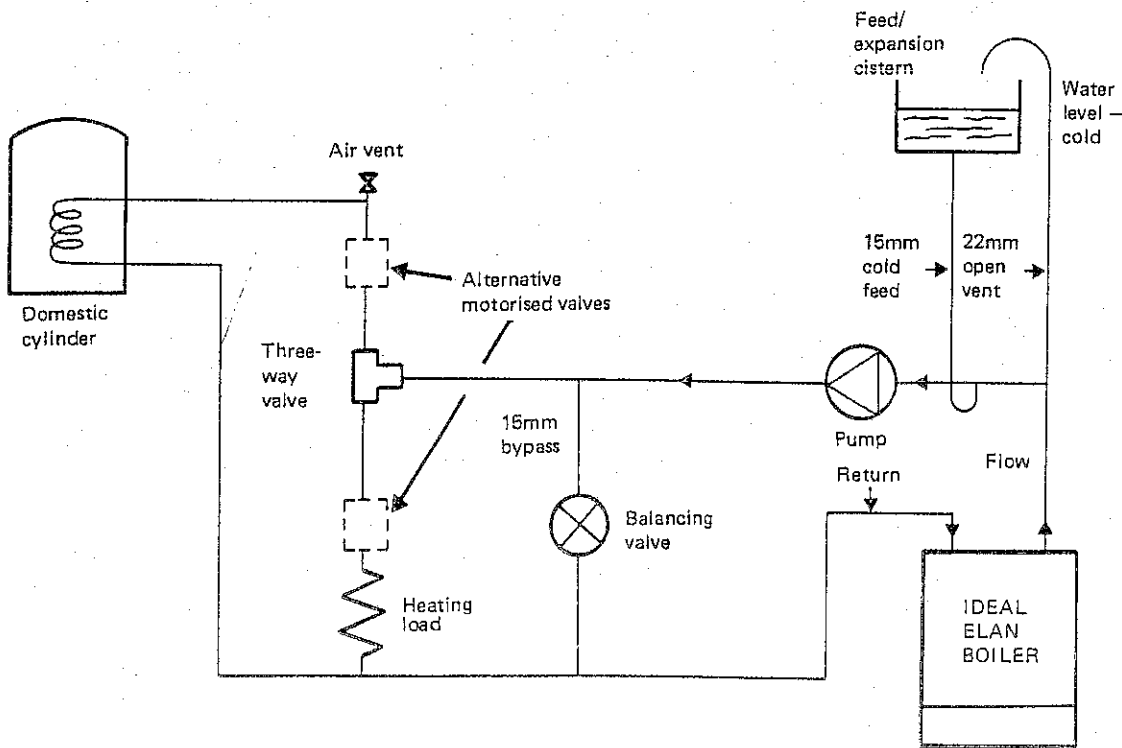 Feed/
expansion
cistern
Water
level –
cold
Air vent
15mm
cold
feed
22mm
open
vent
Alternative
motorised valves
Domestic
cylinder
Three-
way
valve
15mm
bypass
Pump
Flow
Return
Balancing
valve
Heating
load
IDEAL
ELAN
BOILER